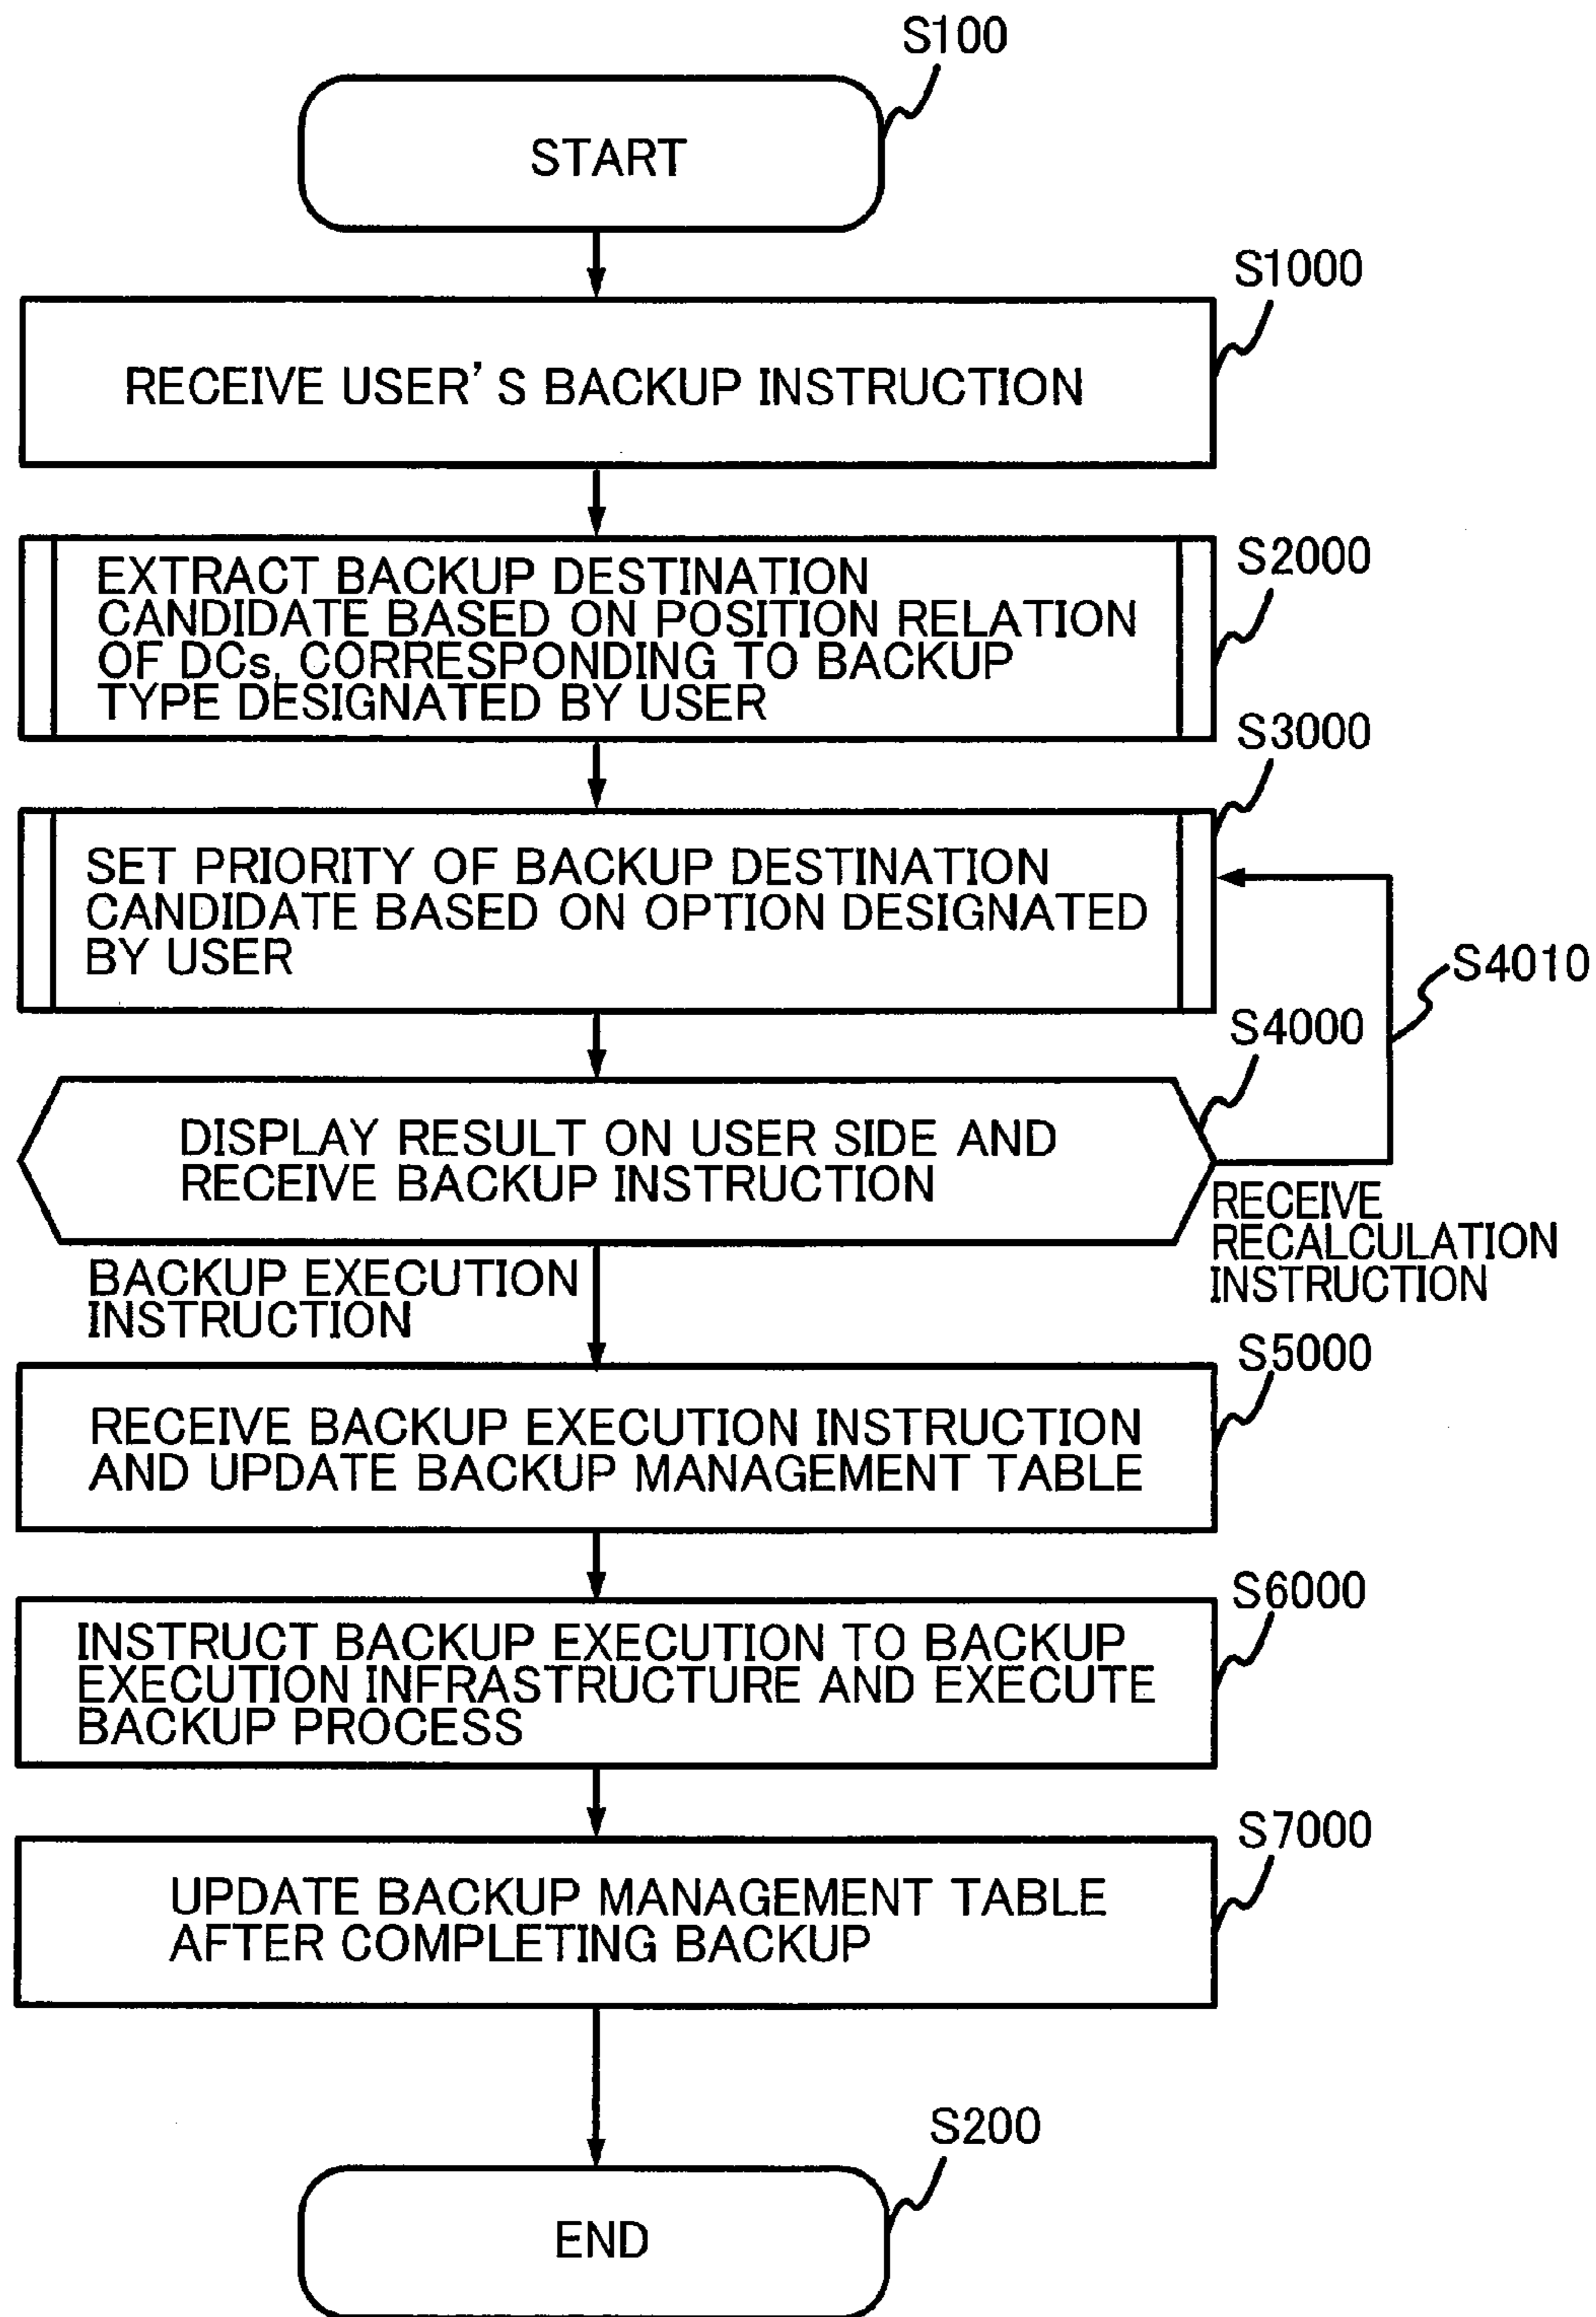 S100
START
S1000
RECEIVE USER'S BACKUP INSTRUCTION
S2000
EXTRACT BACKUP DESTINATION
CANDIDATE BASED ON POSITION RELATION
OF DCs, CORRESPONDING TO BACKUP
TYPE DESIGNATED BY USER
S3000
SET PRIORITY OF BACKUP DESTINATION
CANDIDATE BASED ON OPTION DESIGNATED
BY USER
S4010
S4000
DISPLAY RESULT ON USER SIDE AND
RECEIVE BACKUP INSTRUCTION
RECEIVE
RECALCULATION
INSTRUCTION
BACKUP EXECUTION
INSTRUCTION
S5000
RECEIVE BACKUP EXECUTION INSTRUCTION
AND UPDATE BACKUP MANAGEMENT TABLE
S6000
INSTRUCT BACKUP EXECUTION TO BACKUP
EXECUTION INFRASTRUCTURE AND EXECUTE
BACKUP PROCESS
S7000
UPDATE BACKUP MANAGEMENT TABLE
AFTER COMPLETING BACKUP
S200
END